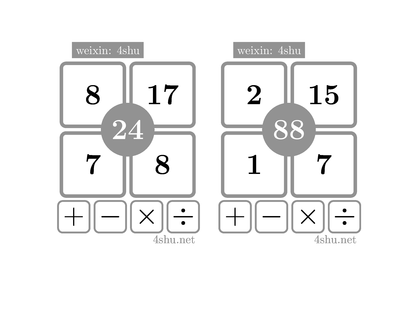 weixin: 4shu
8 17
24
7 8
+ − × ÷
4shu.net
weixin: 4shu
2 15
88
1 7
+ − × ÷
4shu.net